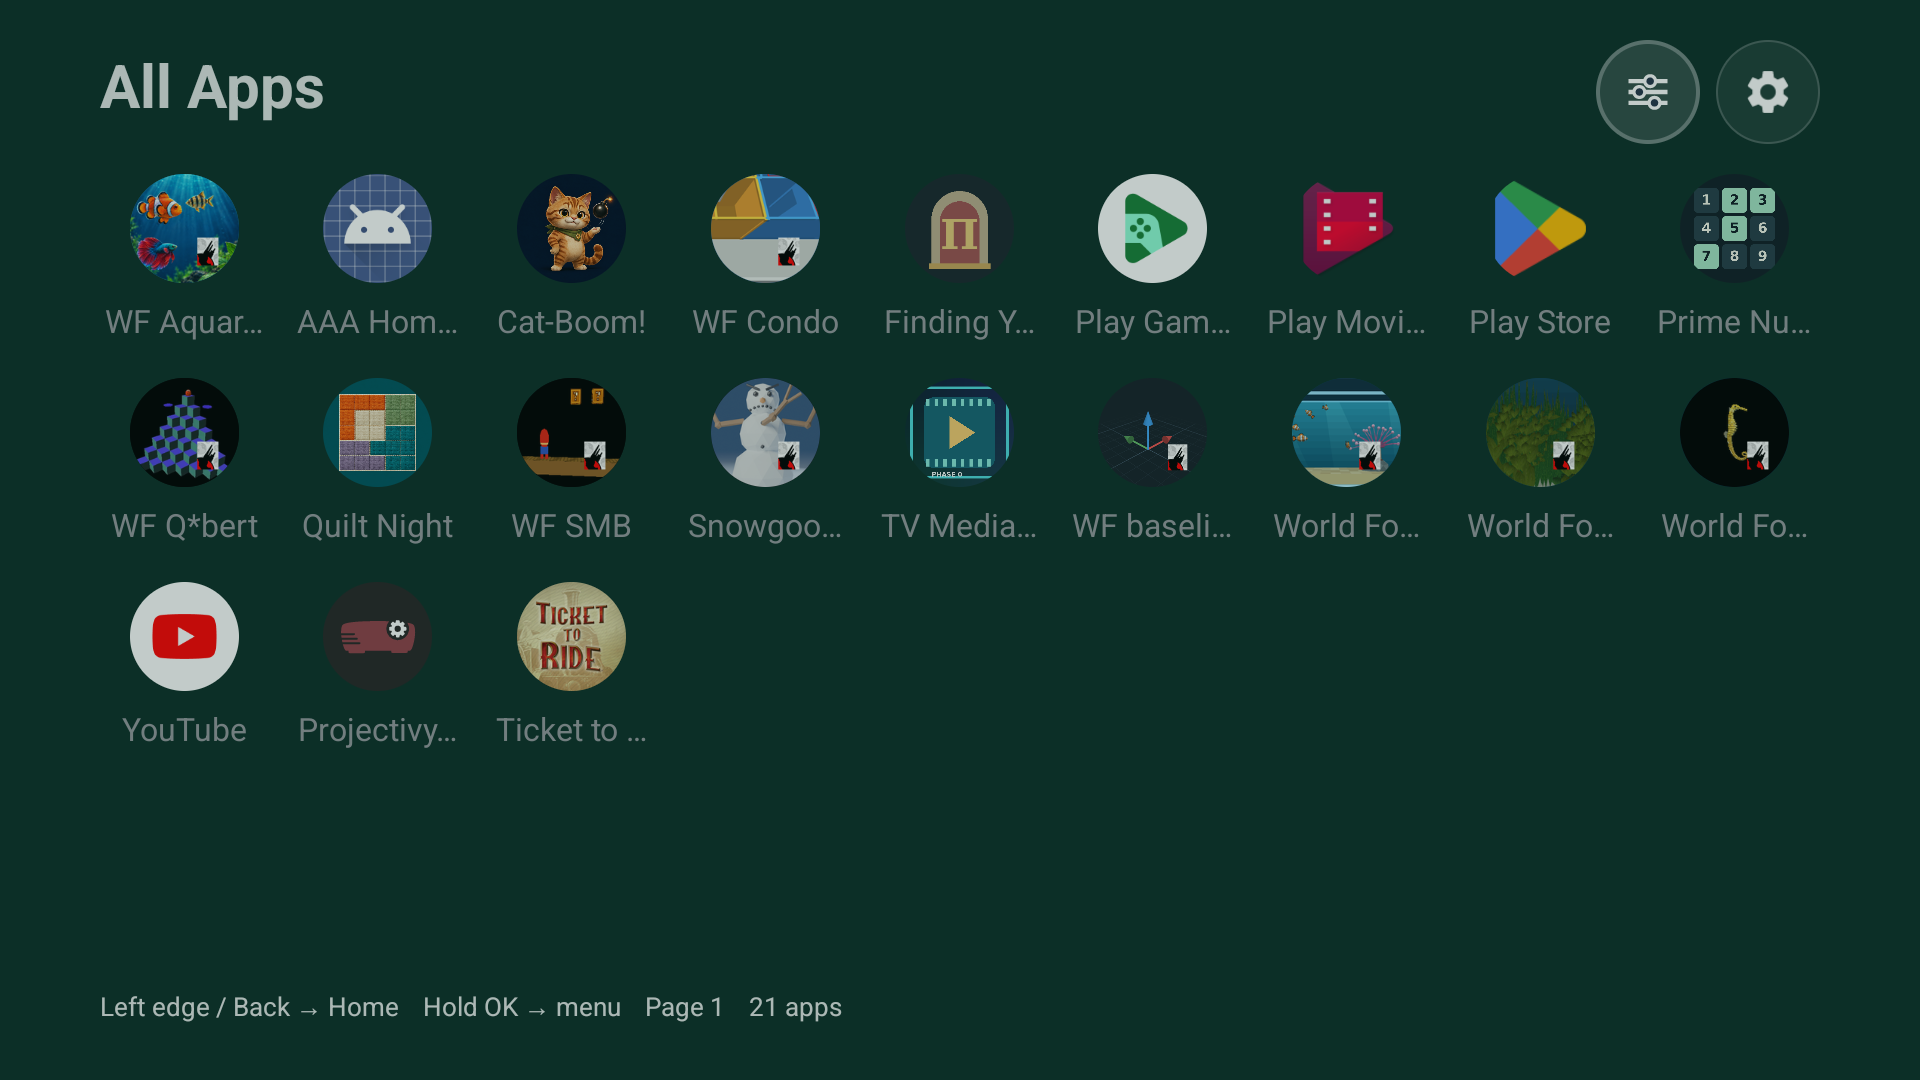 All Apps
1 2 3
4 5 6
7 8 9
WF Aquar...
AAA Hom...
Cat-Boom!
WF Condo
Finding Y...
Play Gam...
Play Movi...
Play Store
Prime Nu...
PHASE 0
WF Q*bert
Quilt Night
WF SMB
Snowgoo...
TV Media...
WF baseli...
World Fo...
World Fo...
World Fo...
TICKET
TO
RIDE
YouTube
Projectivy...
Ticket to ...
Left edge / Back → Home Hold OK → menu Page 1 21 apps